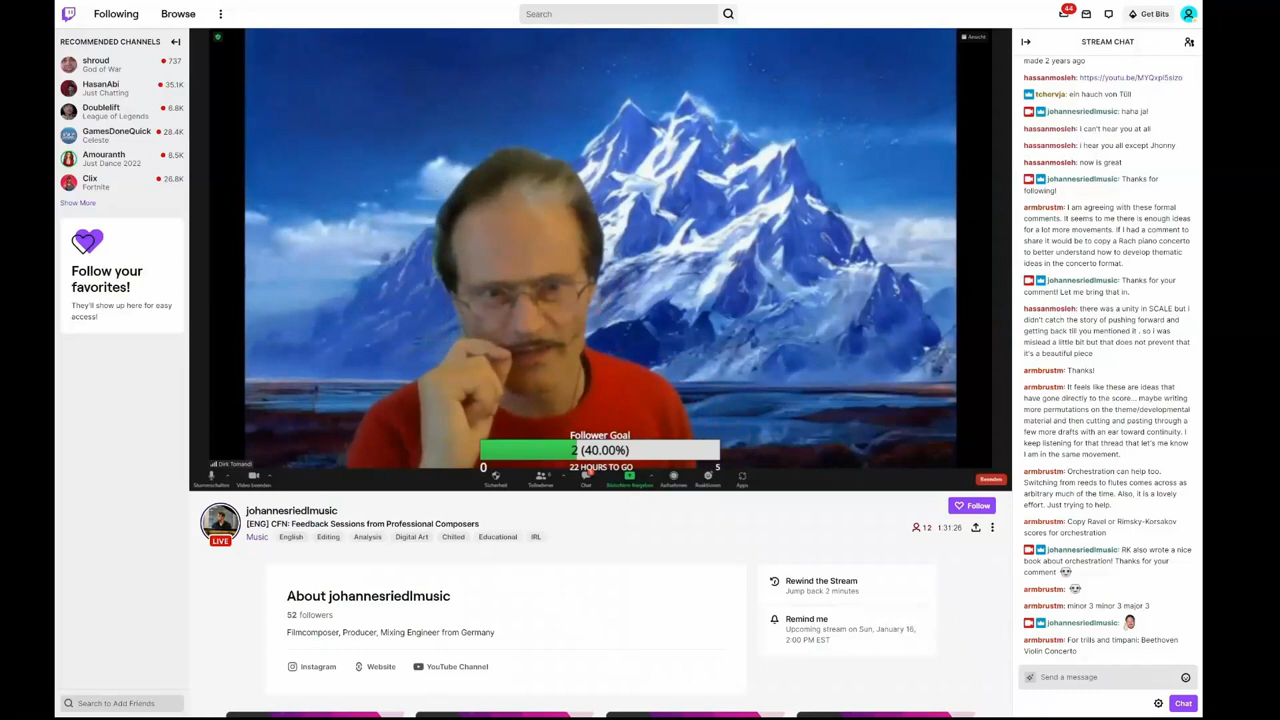 Following
Browse
Search
44
Get Bits
RECOMMENDED CHANNELS
shroud
God of War
737
HasanAbi
Just Chatting
35.1K
Doublelift
League of Legends
6.8K
GamesDoneQuick
Celeste
28.4K
Amouranth
Just Dance 2022
8.5K
Clix
Fortnite
26.8K
Show More
Follow your
favorites!
They'll show up here for easy
access!
Search to Add Friends
Ansicht
Dirk Tomandl
Follower Goal
2 (40.00%)
0
22 HOURS TO GO
5
Stummschalten
Video beenden
Sicherheit
Teilnehmer
Chat
Bildschirm freigeben
Aufzeichnen
Reaktionen
Apps
Beenden
LIVE
johannesriedlmusic
[ENG] CFN: Feedback Sessions from Professional Composers
Music
English
Editing
Analysis
Digital Art
Chilled
Educational
IRL
Follow
12
1:31:26
About johannesriedlmusic
52 followers
Filmcomposer, Producer, Mixing Engineer from Germany
Instagram
Website
YouTube Channel
Rewind the Stream
Jump back 2 minutes
Remind me
Upcoming stream on Sun, January 16,
2:00 PM EST
STREAM CHAT
made 2 years ago
hassanmosleh: https://youtu.be/MYQxpl5slzo
tchervja: ein hauch von Tüll
johannesriedlmusic: haha ja!
hassanmosleh: I can't hear you at all
hassanmosleh: i hear you all except Jhonny
hassanmosleh: now is great
johannesriedlmusic: Thanks for
following!
armbrustm: I am agreeing with these formal
comments. It seems to me there is enough ideas
for a lot more movements. If I had a comment to
share it would be to copy a Rach piano concerto
to better understand how to develop thematic
ideas in the concerto format.
johannesriedlmusic: Thanks for your
comment! Let me bring that in.
hassanmosleh: there was a unity in SCALE but i
didn't catch the story of pushing forward and
getting back till you mentioned it . so i was
mislead a little bit but that does not prevent that
it's a beautiful piece
armbrustm: Thanks!
armbrustm: It feels like these are ideas that
have gone directly to the score... maybe writing
more permutations on the theme/developmental
material and then cutting and pasting through a
few more drafts with an ear toward continuity. I
keep listening for that thread that let's me know
I am in the same movement.
armbrustm: Orchestration can help too.
Switching from reeds to flutes comes across as
arbitrary much of the time. Also, it is a lovely
effort. Just trying to help.
armbrustm: Copy Ravel or Rimsky-Korsakov
scores for orchestration
johannesriedlmusic: RK also wrote a nice
book about orchestration! Thanks for your
comment
armbrustm:
armbrustm: minor 3 minor 3 major 3
johannesriedlmusic:
armbrustm: For trills and timpani: Beethoven
Violin Concerto
Send a message
Chat